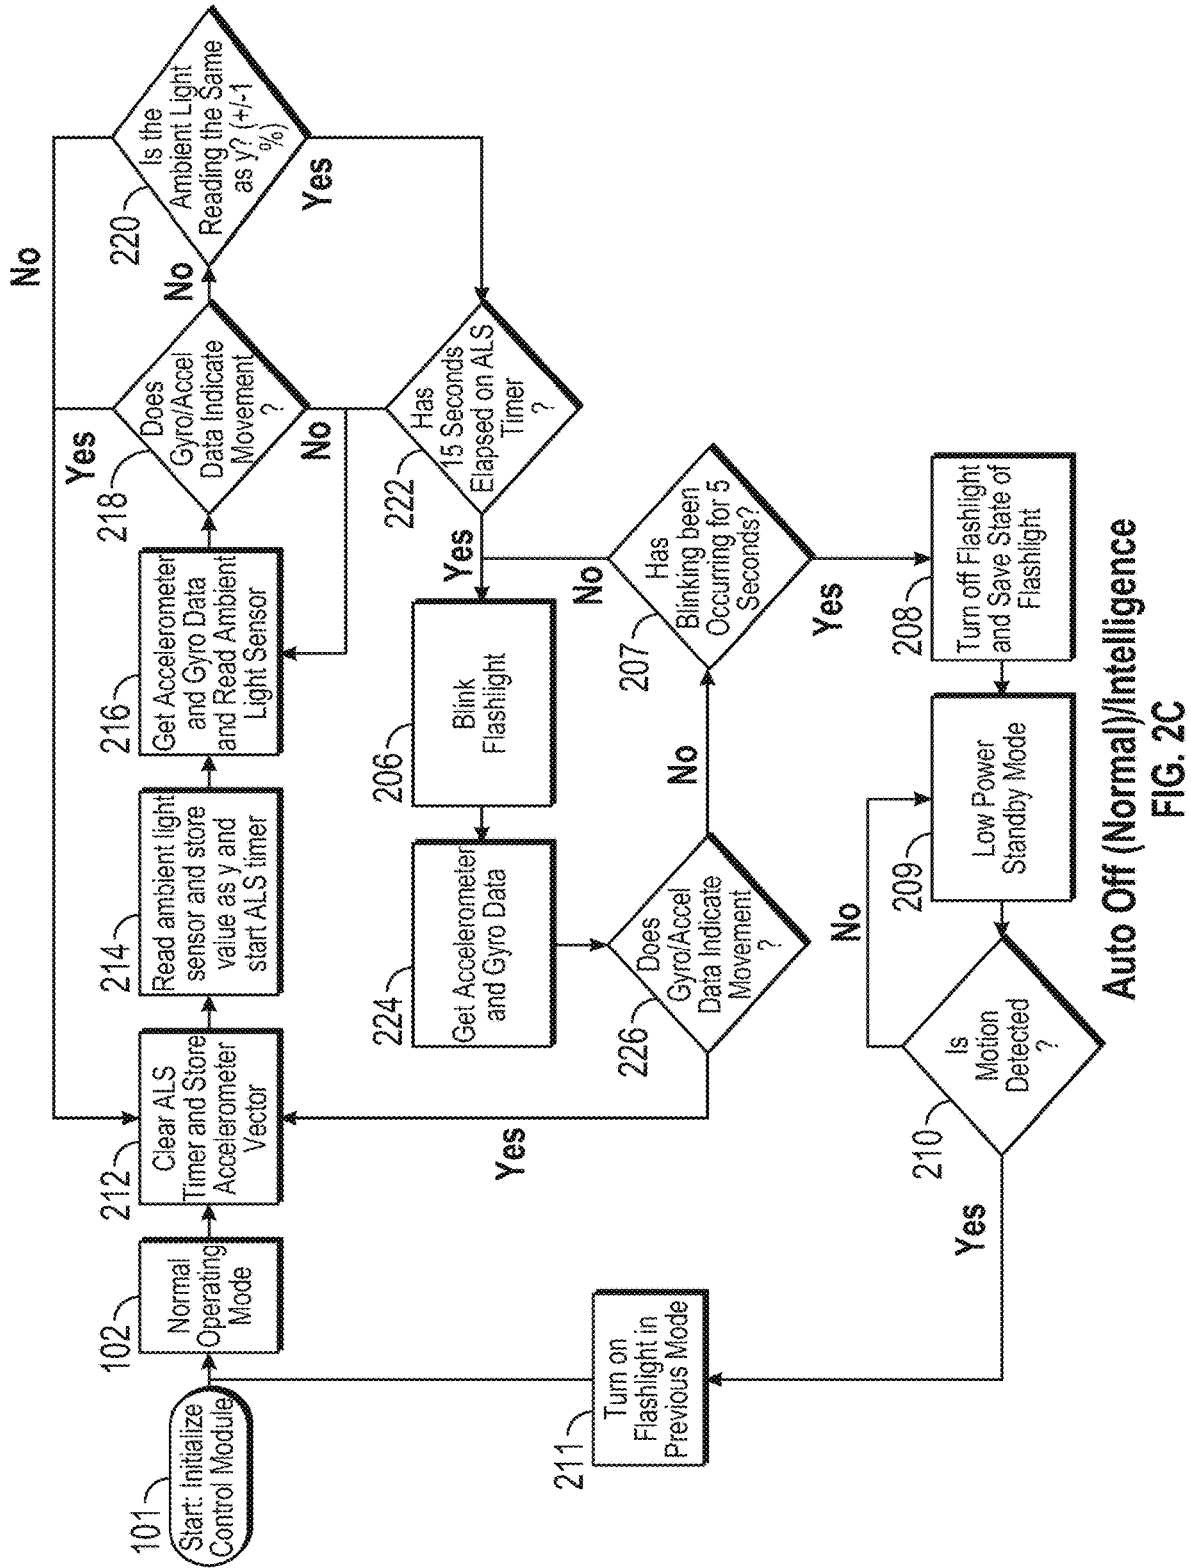 101
Start: Initialize
Control Module
102
Normal
Operating
Mode
212
Clear ALS
Timer and Store
Accelerometer
Vector
214
Read ambient light
sensor and store
value as y and
start ALS timer
216
Get Accelerometer
and Gyro Data
and Read Ambient
Light Sensor
218
Does
Gyro/Accel
Data Indicate
Movement
?
Yes
No
No
220
Is the
Ambient Light
Reading the Same
as y? (+/-1
%)
No
Yes
222
Has
15 Seconds
Elapsed on ALS
Timer
?
Yes
206
Blink
Flashlight
224
Get Accelerometer
and Gyro Data
226
Does
Gyro/Accel
Data Indicate
Movement
?
Yes
No
207
Has
Blinking been
Occurring for 5
Seconds?
No
Yes
208
Turn off Flashlight
and Save State of
Flashlight
209
Low Power
Standby Mode
No
210
Is
Motion
Detected
?
Yes
211
Turn on
Flashlight in
Previous Mode
Auto Off (Normal)/Intelligence
FIG. 2C